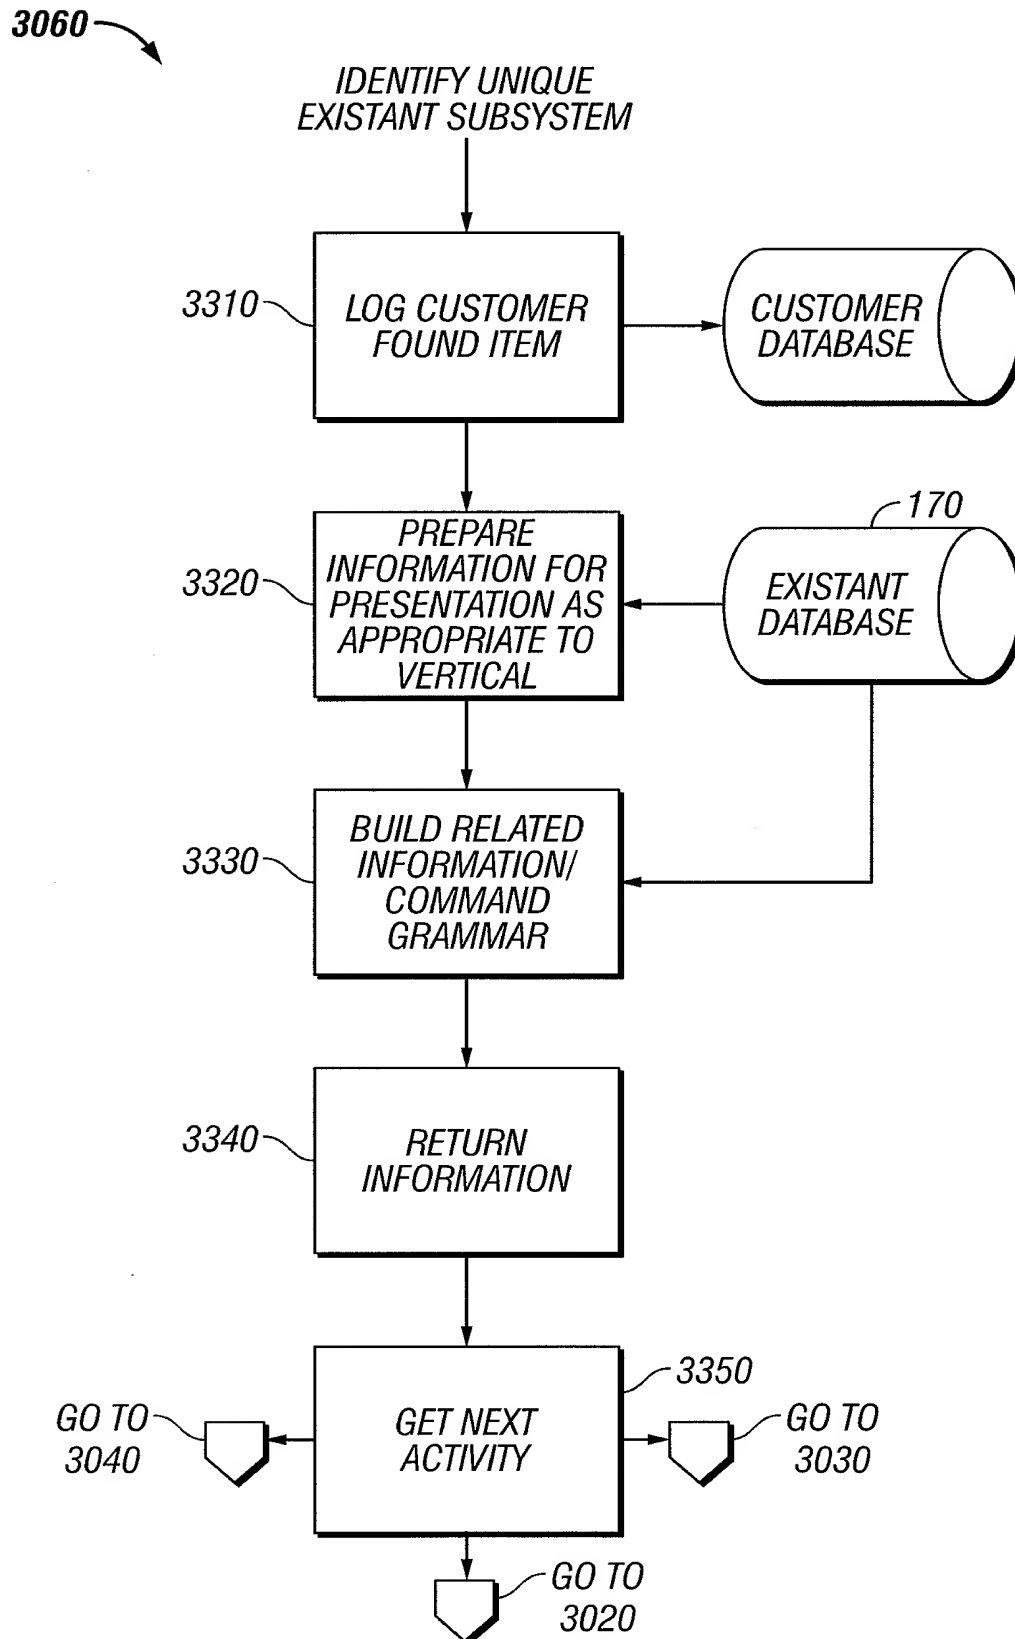 3060
IDENTIFY UNIQUE
EXISTANT SUBSYSTEM
3310
LOG CUSTOMER
FOUND ITEM
CUSTOMER
DATABASE
170
3320
PREPARE
INFORMATION FOR
PRESENTATION AS
APPROPRIATE TO
VERTICAL
EXISTANT
DATABASE
3330
BUILD RELATED
INFORMATION/
COMMAND
GRAMMAR
3340
RETURN
INFORMATION
3350
GO TO
3040
GET NEXT
ACTIVITY
GO TO
3030
GO TO
3020